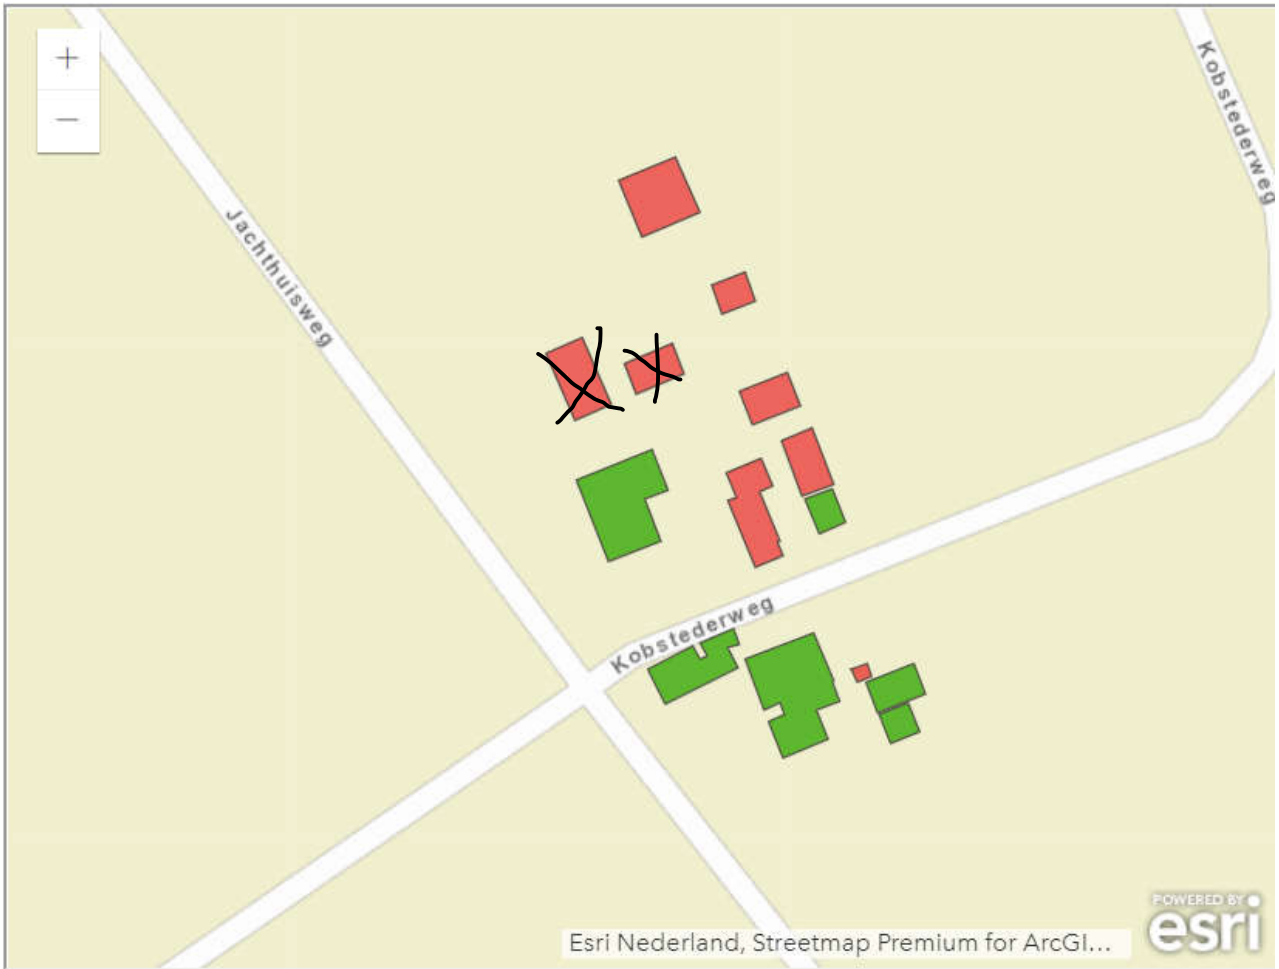 +
Kobstederweg
−
Jachthuisweg
Kobstederweg
POWERED BY
esri
Esri Nederland, Streetmap Premium for ArcGI...